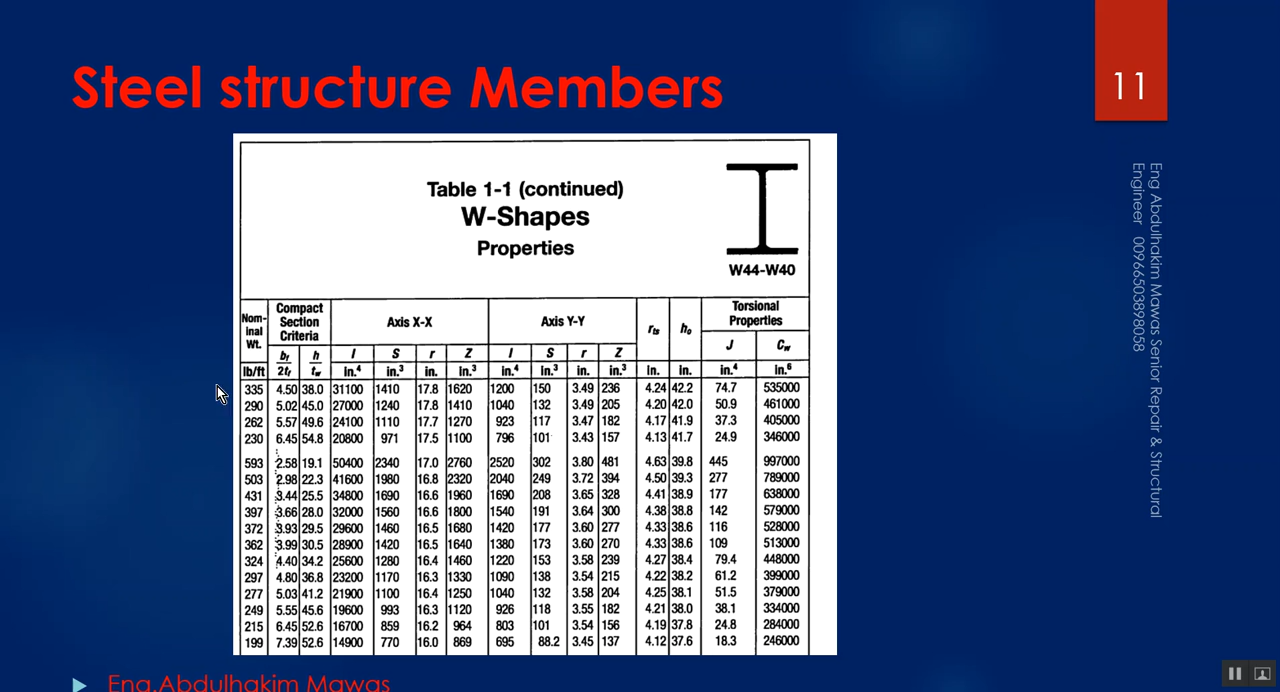 Steel structure Members
11
Table 1-1 (continued)
W-Shapes
Properties
W44-W40
Nom-inal Wt. Compact Section Criteria Axis X-X Axis Y-Y rts ho Torsional Properties
bf/2tf h/tw I S r Z I S r Z J Cw
lb/ft in.⁴ in.³ in. in.³ in.⁴ in.³ in. in.³ in. in. in.⁴ in.⁶
335 4.50 38.0 31100 1410 17.8 1620 1200 150 3.49 236 4.24 42.2 74.7 535000
290 5.02 45.0 27000 1240 17.8 1410 1040 132 3.49 205 4.20 42.0 50.9 461000
262 5.57 49.6 24100 1110 17.7 1270 923 117 3.47 182 4.17 41.9 37.3 405000
230 6.45 54.8 20800 971 17.5 1100 796 101 3.43 157 4.13 41.7 24.9 346000
593 2.58 19.1 50400 2340 17.0 2760 2520 302 3.80 481 4.63 39.8 445 997000
503 2.98 22.3 41600 1980 16.8 2320 2040 249 3.72 394 4.50 39.3 277 789000
431 3.44 25.5 34800 1690 16.6 1960 1690 208 3.65 328 4.41 38.9 177 638000
397 3.66 28.0 32000 1560 16.6 1800 1540 191 3.64 300 4.38 38.8 142 579000
372 3.93 29.5 29600 1460 16.5 1680 1420 177 3.60 277 4.33 38.6 116 528000
362 3.99 30.5 28900 1420 16.5 1640 1380 173 3.60 270 4.33 38.6 109 513000
324 4.40 34.2 25600 1280 16.4 1460 1220 153 3.58 239 4.27 38.4 79.4 448000
297 4.80 36.8 23200 1170 16.3 1330 1090 138 3.54 215 4.22 38.2 61.2 399000
277 5.03 41.2 21900 1100 16.4 1250 1040 132 3.58 204 4.25 38.1 51.5 379000
249 5.55 45.6 19600 993 16.3 1120 926 118 3.55 182 4.21 38.0 38.1 334000
215 6.45 52.6 16700 859 16.2 964 803 101 3.54 156 4.19 37.8 24.8 284000
199 7.39 52.6 14900 770 16.0 869 695 88.2 3.45 137 4.12 37.6 18.3 246000
Eng Abdulhakim Mawas Senior Repair & Structural
Engineer 00966503898058
Eng.Abdulhakim Mawas